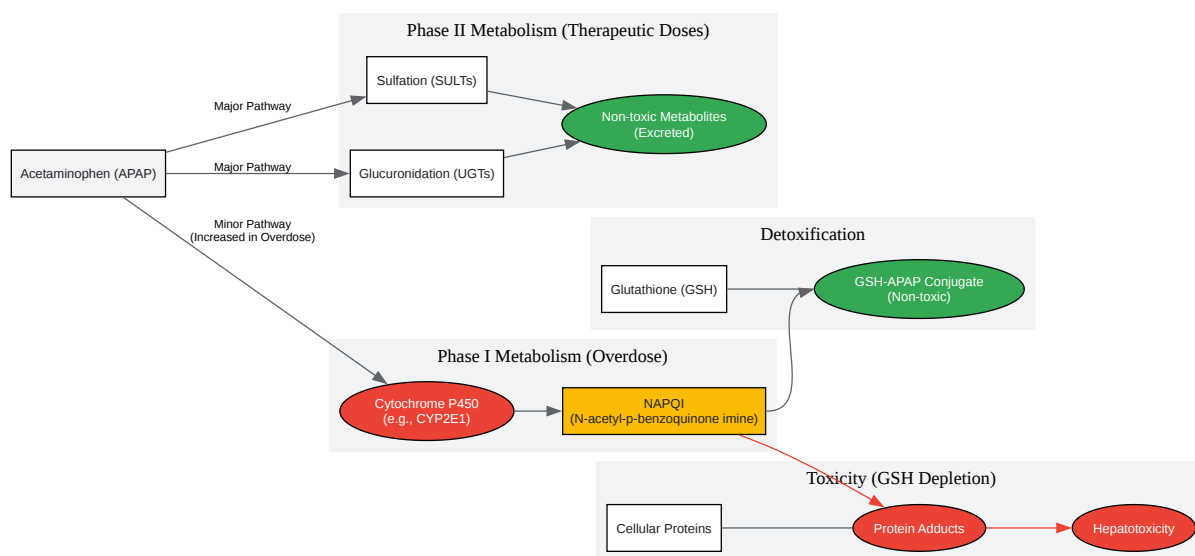 Phase II Metabolism (Therapeutic Doses)
Sulfation (SULTs)
Major Pathway
Non-toxic Metabolites
(Excreted)
Acetaminophen (APAP)
Major Pathway
Glucuronidation (UGTs)
Minor Pathway
(Increased in Overdose)
Detoxification
Glutathione (GSH)
GSH-APAP Conjugate
(Non-toxic)
Phase I Metabolism (Overdose)
Cytochrome P450
(e.g., CYP2E1)
NAPQI
(N-acetyl-p-benzoquinone imine)
Toxicity (GSH Depletion)
Cellular Proteins
Protein Adducts
Hepatotoxicity